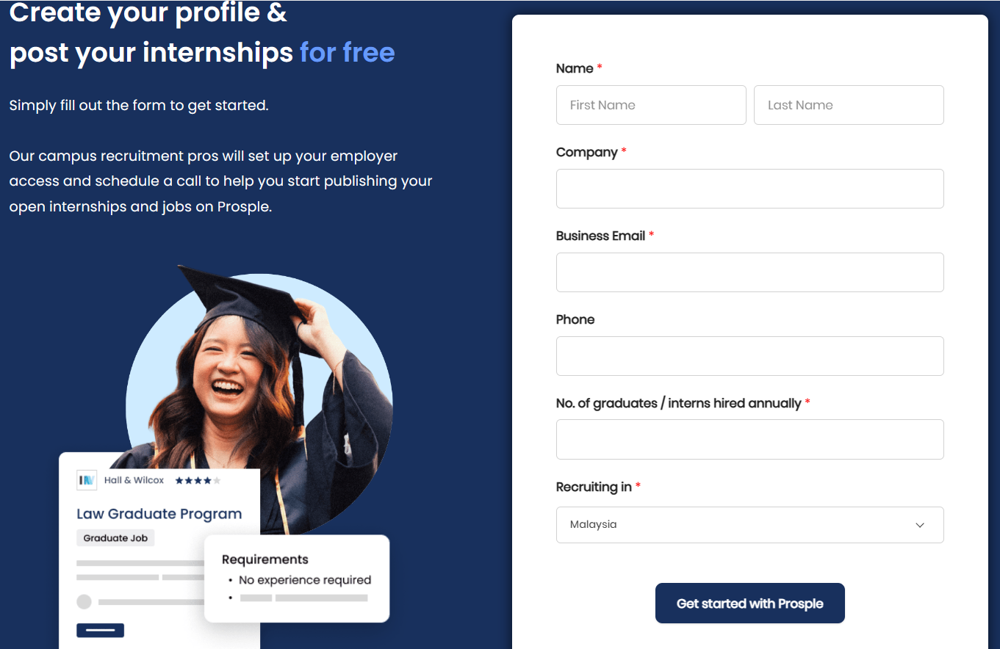 Create your profile &
post your internships for free
Simply fill out the form to get started.
Our campus recruitment pros will set up your employer
access and schedule a call to help you start publishing your
open internships and jobs on Prosple.
Hall & Wilcox ★★★★★
Law Graduate Program
Graduate Job
Requirements
• No experience required
•
Name *
First Name
Last Name
Company *
Business Email *
Phone
No. of graduates / interns hired annually *
Recruiting in *
Malaysia
Get started with Prosple